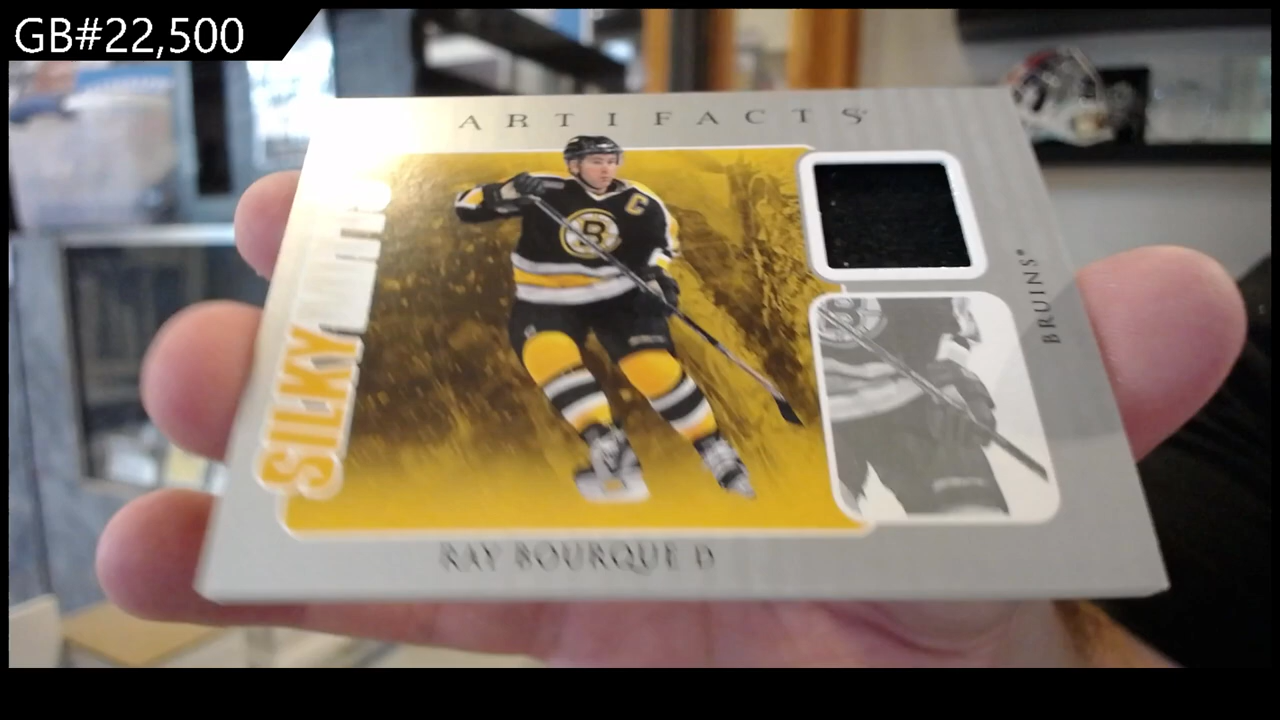 GB#22,500
ARTIFACTS
C
B
SILKY
BRUINS
RAY BOURQUE D